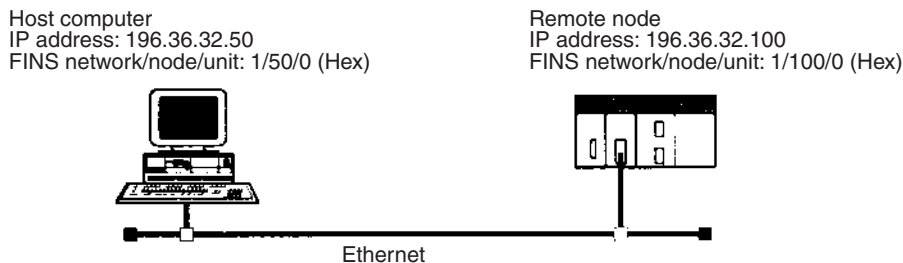 Host computer
IP address: 196.36.32.50
FINS network/node/unit: 1/50/0 (Hex)
Remote node
IP address: 196.36.32.100
FINS network/node/unit: 1/100/0 (Hex)
Ethernet